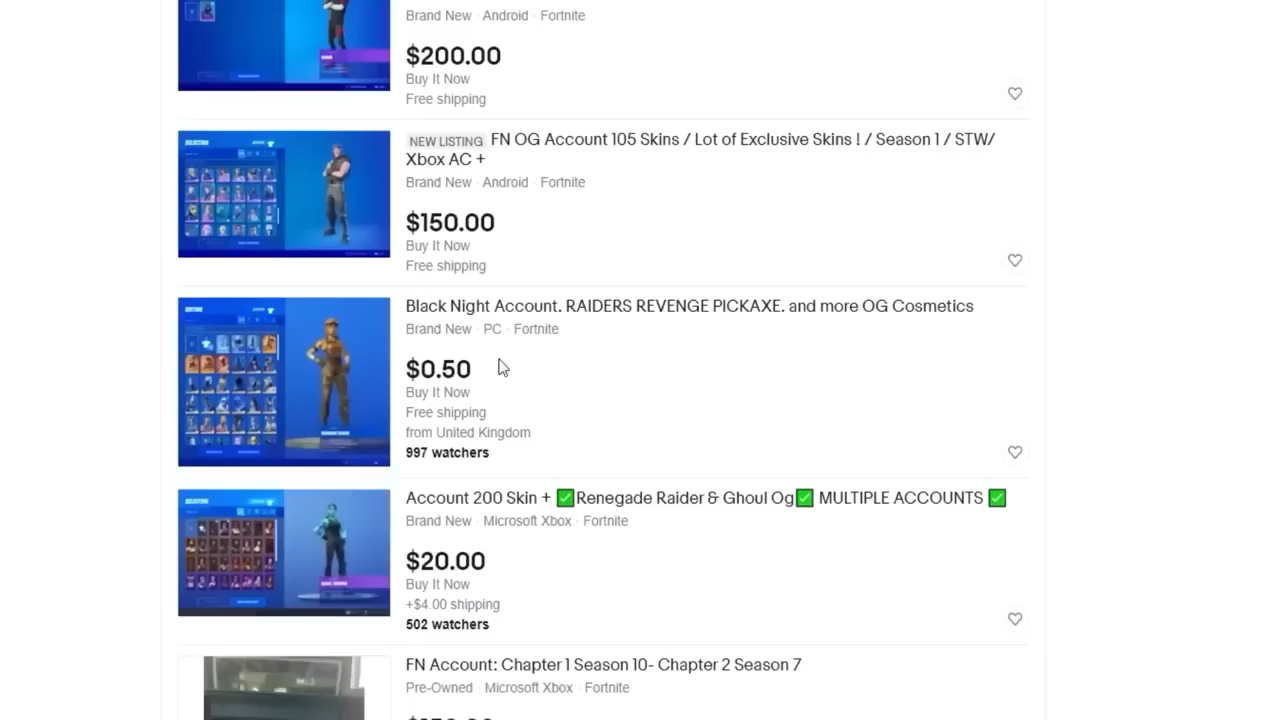 Brand New · Android · Fortnite
$200.00
Buy It Now
Free shipping
NEW LISTING FN OG Account 105 Skins / Lot of Exclusive Skins ! / Season 1 / STW/
Xbox AC +
Brand New · Android · Fortnite
$150.00
Buy It Now
Free shipping
Black Night Account. RAIDERS REVENGE PICKAXE. and more OG Cosmetics
Brand New · PC · Fortnite
$0.50
Buy It Now
Free shipping
from United Kingdom
997 watchers
Account 200 Skin + ✅Renegade Raider & Ghoul Og✅ MULTIPLE ACCOUNTS ✅
Brand New · Microsoft Xbox · Fortnite
$20.00
Buy It Now
+$4.00 shipping
502 watchers
FN Account: Chapter 1 Season 10- Chapter 2 Season 7
Pre-Owned · Microsoft Xbox · Fortnite